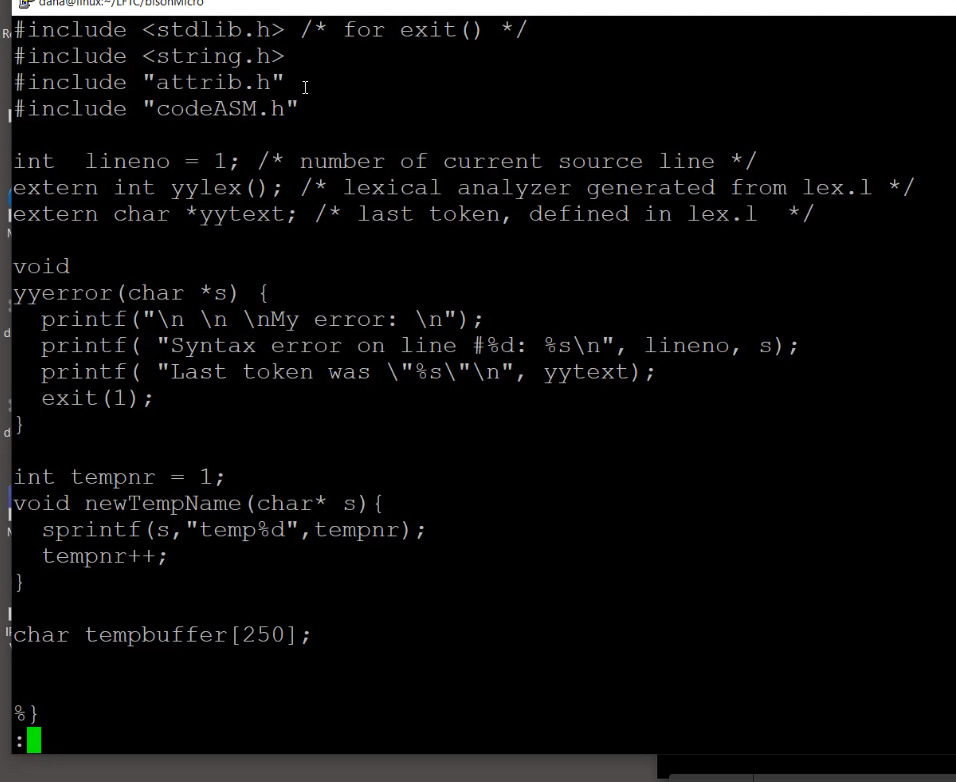 dana@linux:~/LFTC/bisonMicro
#include <stdlib.h> /* for exit() */
#include <string.h>
#include "attrib.h"
#include "codeASM.h"
int  lineno = 1; /* number of current source line */
extern int yylex(); /* lexical analyzer generated from lex.l */
extern char *yytext; /* last token, defined in lex.l  */
void
yyerror(char *s) {
  printf("\n \n \nMy error: \n");
  printf( "Syntax error on line #%d: %s\n", lineno, s);
  printf( "Last token was \"%s\"\n", yytext);
  exit(1);
}
int tempnr = 1;
void newTempName(char* s){
  sprintf(s,"temp%d",tempnr);
  tempnr++;
}
char tempbuffer[250];
%}
: